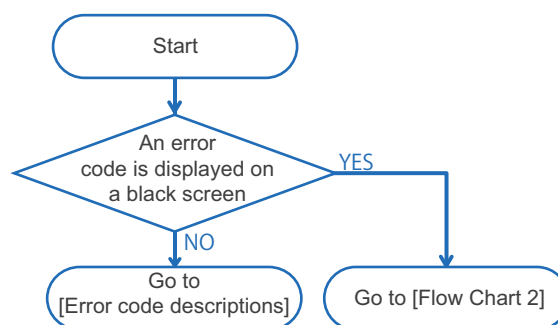 Start
An error
code is displayed on
a black screen
YES
NO
Go to
[Error code descriptions]
Go to [Flow Chart 2]